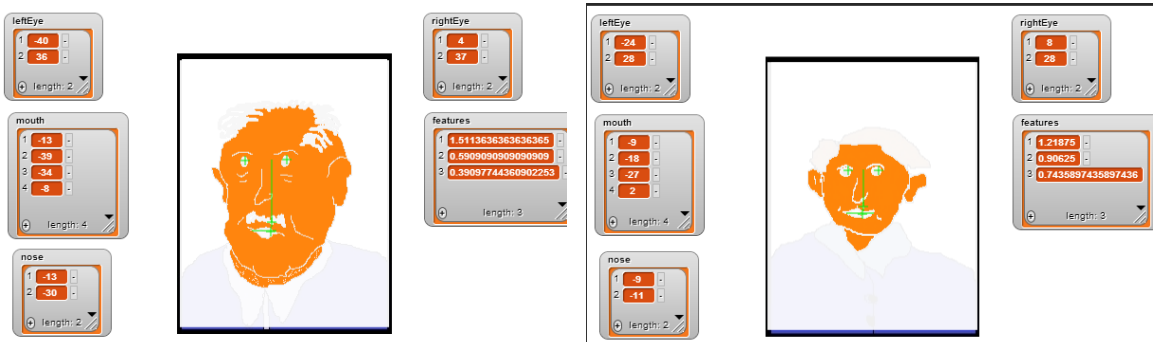 leftEye
1 -40 -
2 36 -
length: 2
rightEye
1 4 -
2 37 -
length: 2
mouth
1 -13 -
2 -39 -
3 -34 -
4 -8 -
length: 4
features
1 1.5113636363636365 -
2 0.5909090909090909 -
3 0.39097744360902253 -
length: 3
nose
1 -13 -
2 -30 -
length: 2
leftEye
1 -24 -
2 28 -
length: 2
rightEye
1 8 -
2 28 -
length: 2
mouth
1 -9 -
2 -18 -
3 -27 -
4 2 -
length: 4
features
1 1.21875 -
2 0.90625 -
3 0.7435897435897436 -
length: 3
nose
1 -9 -
2 -11 -
length: 2